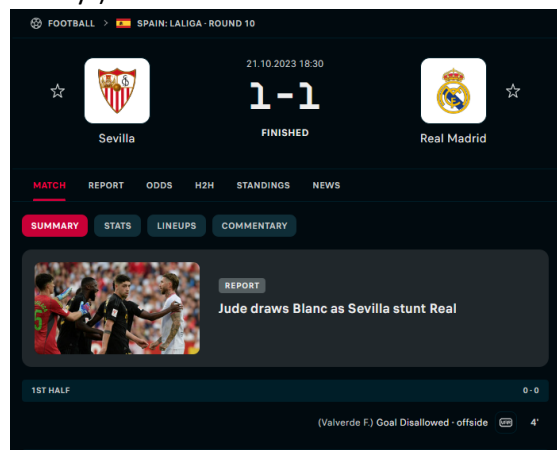 FOOTBALL > SPAIN: LALIGA - ROUND 10
21.10.2023 18:30
1-1
FINISHED
Sevilla
Real Madrid
MATCH REPORT ODDS H2H STANDINGS NEWS
SUMMARY STATS LINEUPS COMMENTARY
REPORT
Jude draws Blanc as Sevilla stunt Real
1ST HALF 0 - 0
(Valverde F.) Goal Disallowed - offside VAR 4'